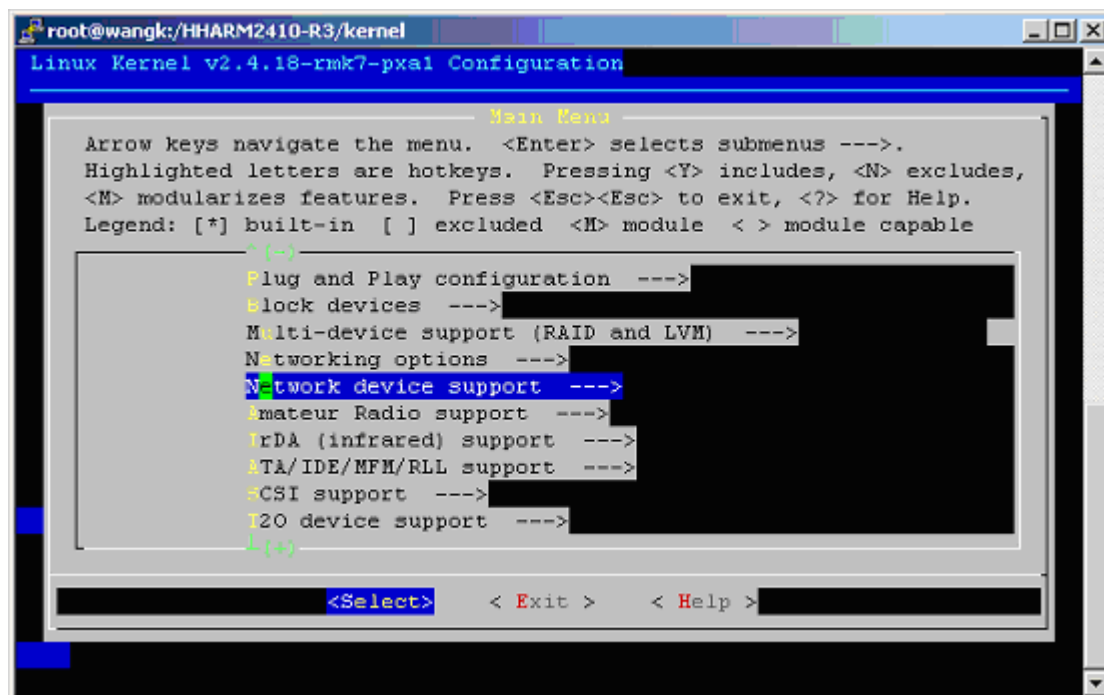 root@wangk:/HHARM2410-R3/kernel
Linux Kernel v2.4.18-rmk7-pxa1 Configuration
Main Menu
Arrow keys navigate the menu. <Enter> selects submenus --->.
Highlighted letters are hotkeys. Pressing <Y> includes, <N> excludes,
<M> modularizes features. Press <Esc><Esc> to exit, <?> for Help.
Legend: [*] built-in [ ] excluded <M> module < > module capable
^(-)
Plug and Play configuration --->
Block devices --->
Multi-device support (RAID and LVM) --->
Networking options --->
Network device support --->
Amateur Radio support --->
IrDA (infrared) support --->
ATA/IDE/MFM/RLL support --->
SCSI support --->
I2O device support --->
(+)
<Select> < Exit > < Help >